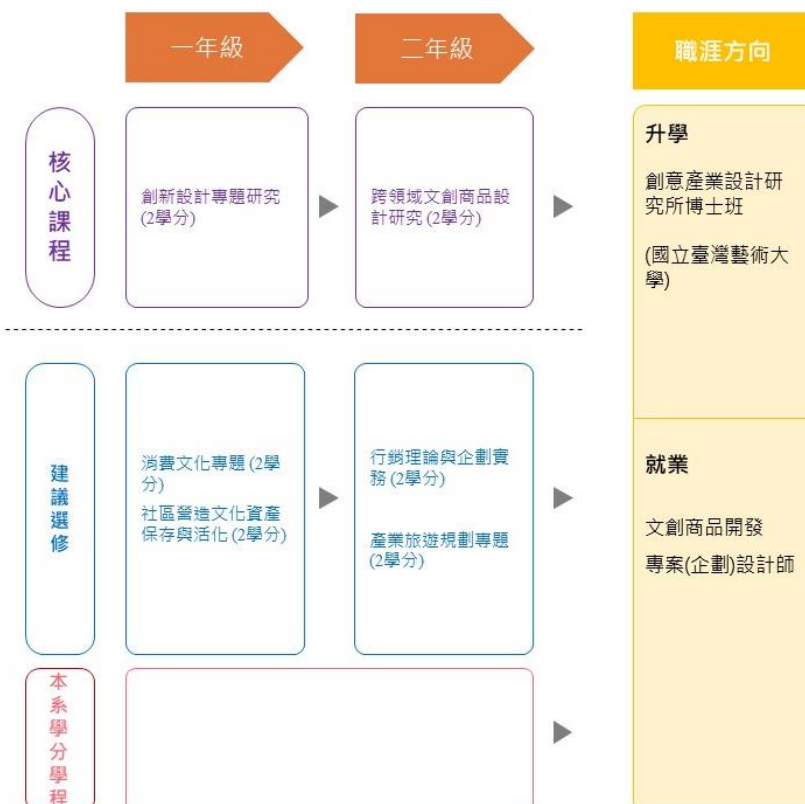 一年級
二年級
職涯方向
核心課程
創新設計專題研究
(2學分)
跨領域文創商品設
計研究 (2學分)
升學
創意產業設計研
究所博士班
(國立臺灣藝術大
學)
建議選修
消費文化專題 (2學
分)
社區營造文化資產
保存與活化 (2學分)
行銷理論與企劃實
務 (2學分)
產業旅遊規劃專題
(2學分)
就業
文創商品開發
專案(企劃)設計師
本系學分學程